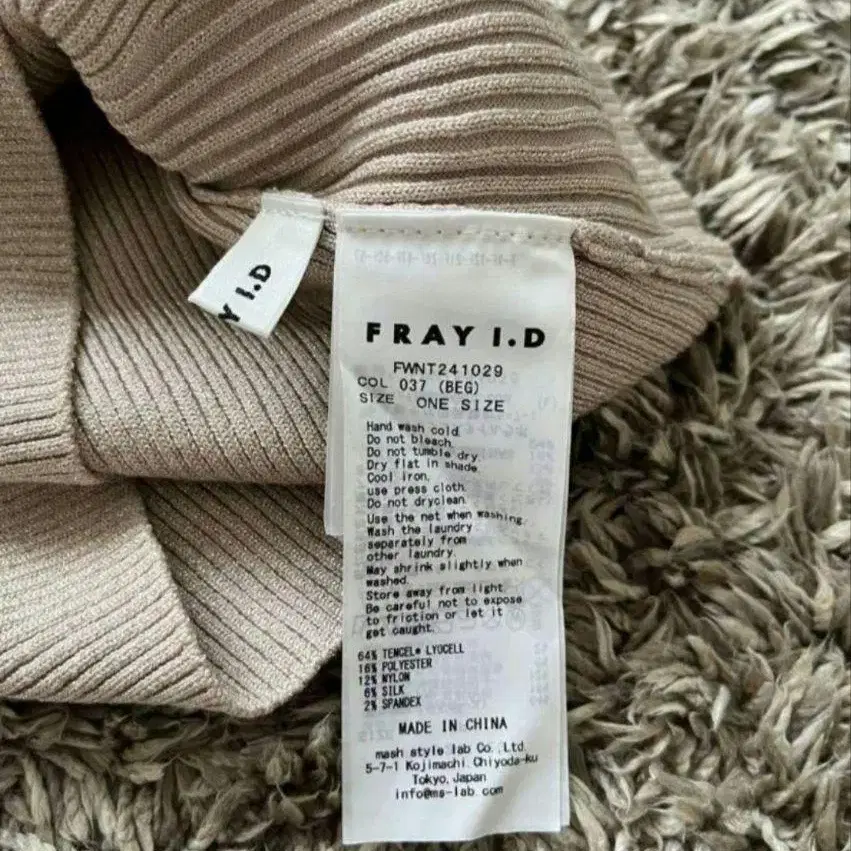 Y I.D
FRAY I.D
FWNT241029
COL 037 (BEG)
SIZE ONE SIZE
Hand wash cold.
Do not bleach.
Do not tumble dry.
Dry flat in shade.
Cool iron,
use press cloth.
Do not dryclean.
Use the net when washing.
Wash the laundry
separately from
other laundry.
May shrink slightly when
washed.
Store away from light.
Be careful not to expose
to friction or let it
get caught.
64% TENCEL® LYOCELL
16% POLYESTER
12% NYLON
6% SILK
2% SPANDEX
MADE IN CHINA
mash style lab Co., Ltd.
5-7-1 Kojimachi Chiyoda-ku
Tokyo, Japan
info@ms-lab.com